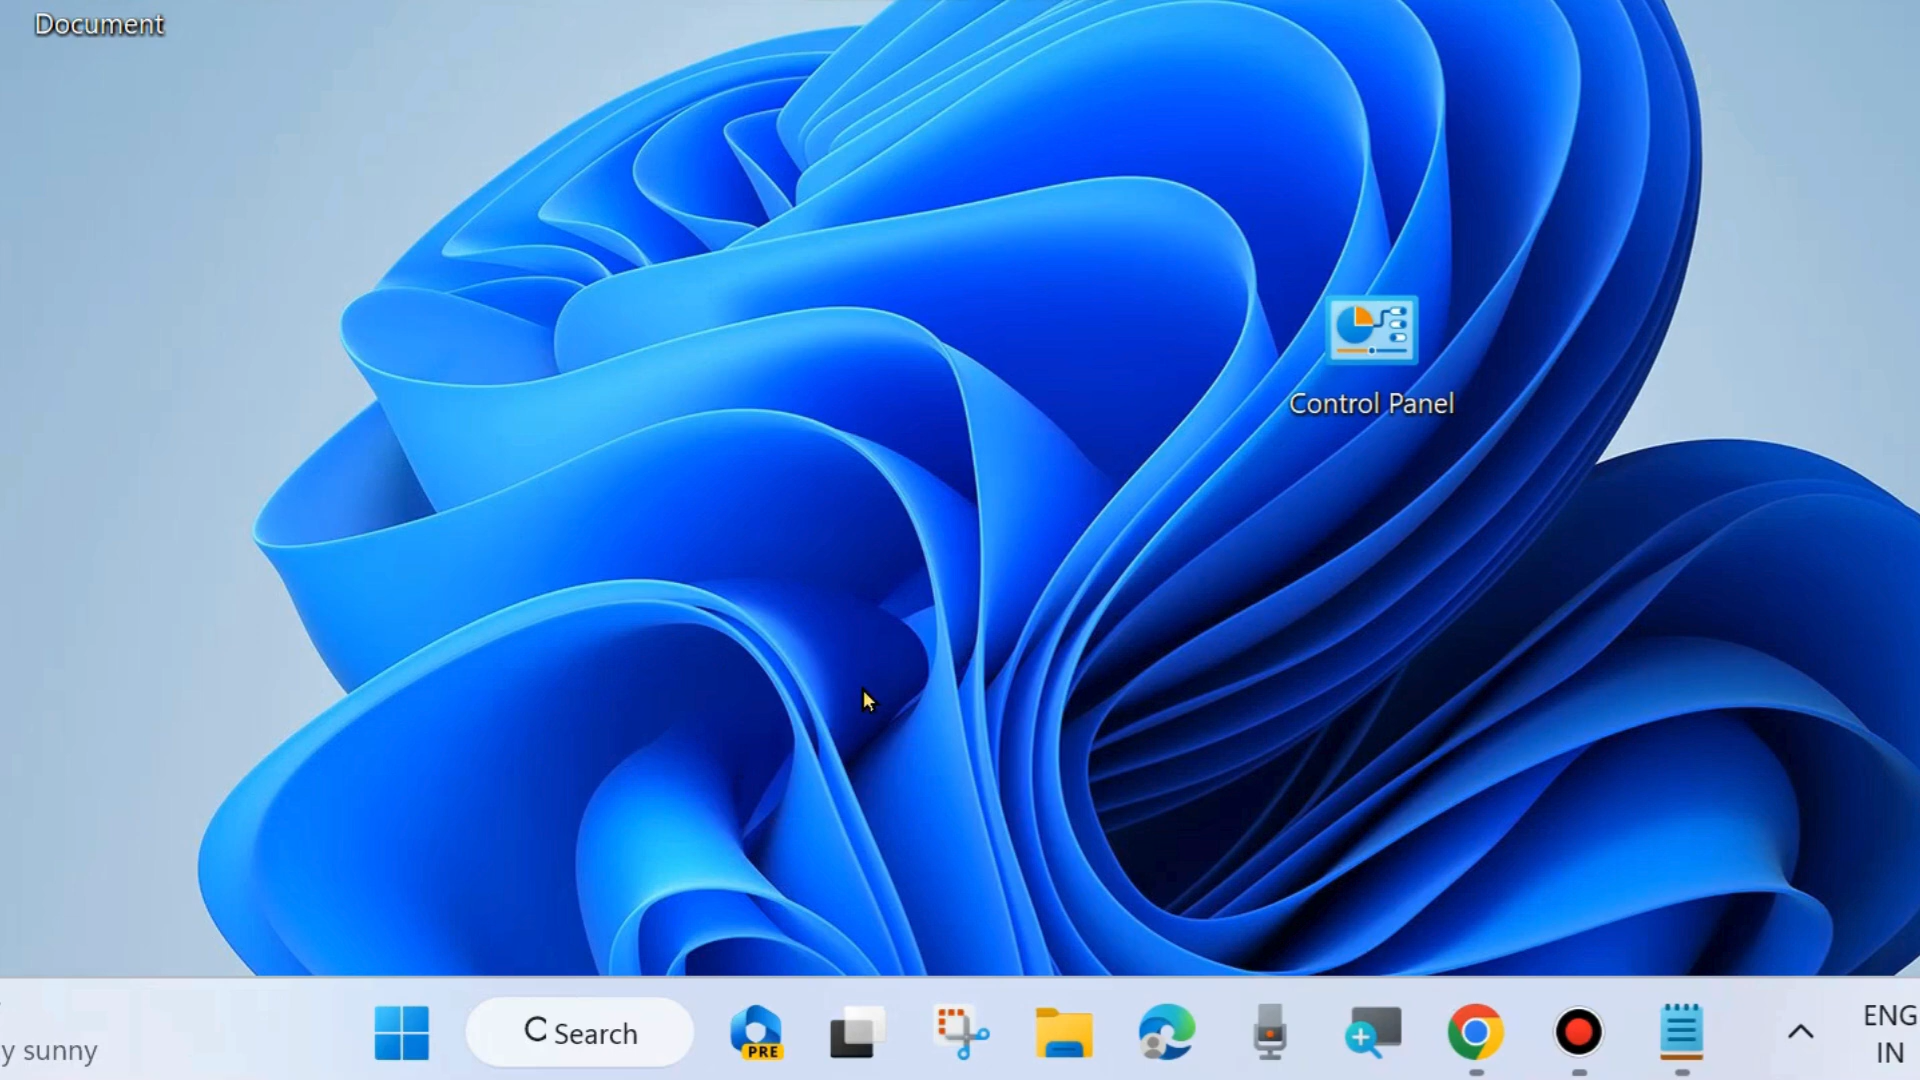 Document
Control Panel
y sunny
Search
PRE
ENG
IN